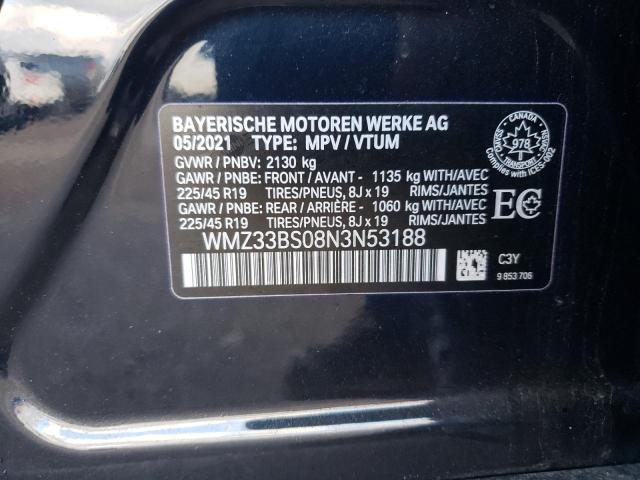 BAYERISCHE MOTOREN WERKE AG
05/2021 TYPE: MPV / VTUM
GVWR / PNBV: 2130 kg
GAWR / PNBE: FRONT / AVANT - 1135 kg WITH/AVEC
225/45 R19 TIRES/PNEUS, 8J x 19 RIMS/JANTES
GAWR / PNBE: REAR / ARRIÈRE - 1060 kg WITH/AVEC
225/45 R19 TIRES/PNEUS, 8J x 19 RIMS/JANTES
WMZ33BS08N3N53188
CANADA
978
TRANSPORT
COMPLIES with ICES-002
EC
C3Y
9 853 706